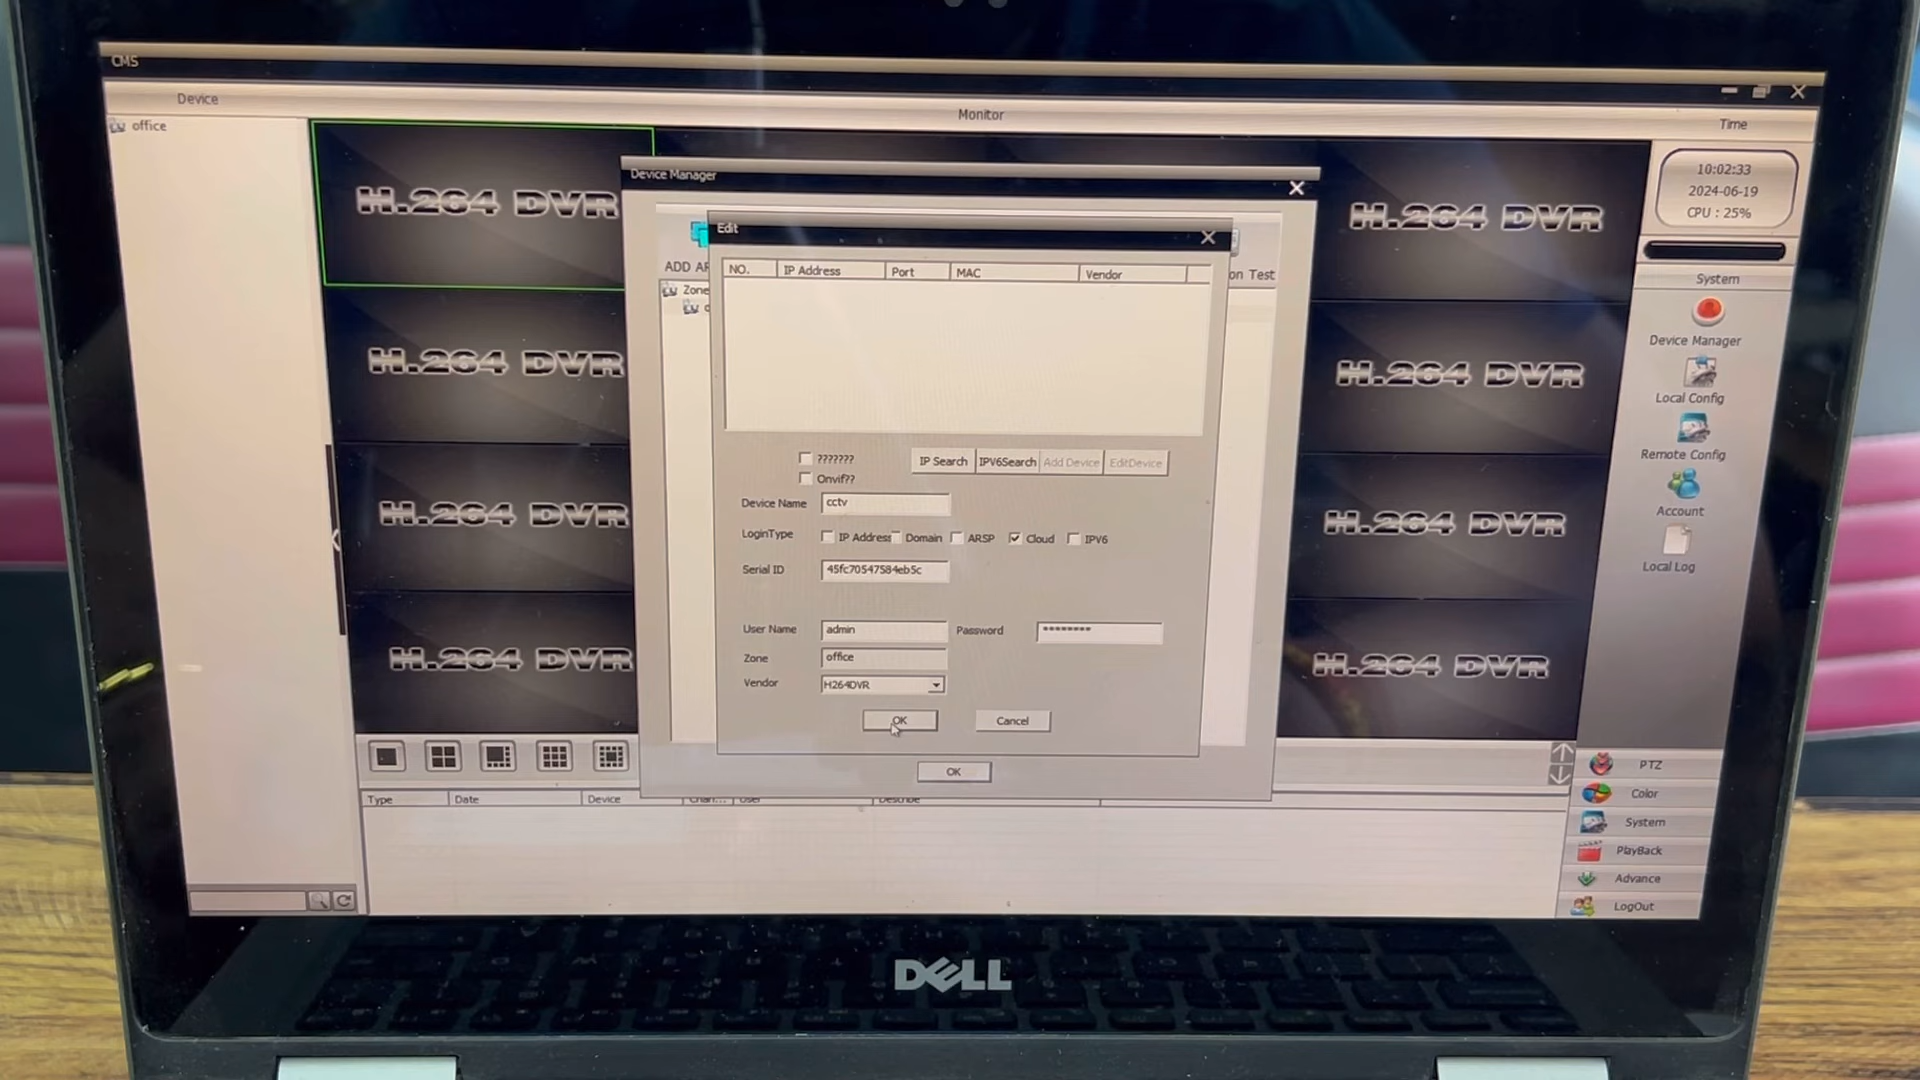 CMS
Device
Monitor
Time
office
H.264 DVR
H.264 DVR
H.264 DVR
H.264 DVR
H.264 DVR
H.264 DVR
H.264 DVR
H.264 DVR
10:02:33
2024-06-19
CPU : 25%
System
Device Manager
Local Config
Remote Config
Account
Local Log
Device Manager
ADD AR
on Test
Zone
Edit
NO. IP Address Port MAC Vendor
???????
IP Search IPV6Search Add Device EditDevice
Onvif??
Device Name cctv
LoginType IP Address Domain ARSP Cloud IPV6
Serial ID 45fc70547584eb5c
User Name admin Password ********
Zone office
Vendor H264DVR
OK Cancel
OK
Type Date Device Chan... User Describe
PTZ
Color
System
PlayBack
Advance
LogOut
DELL